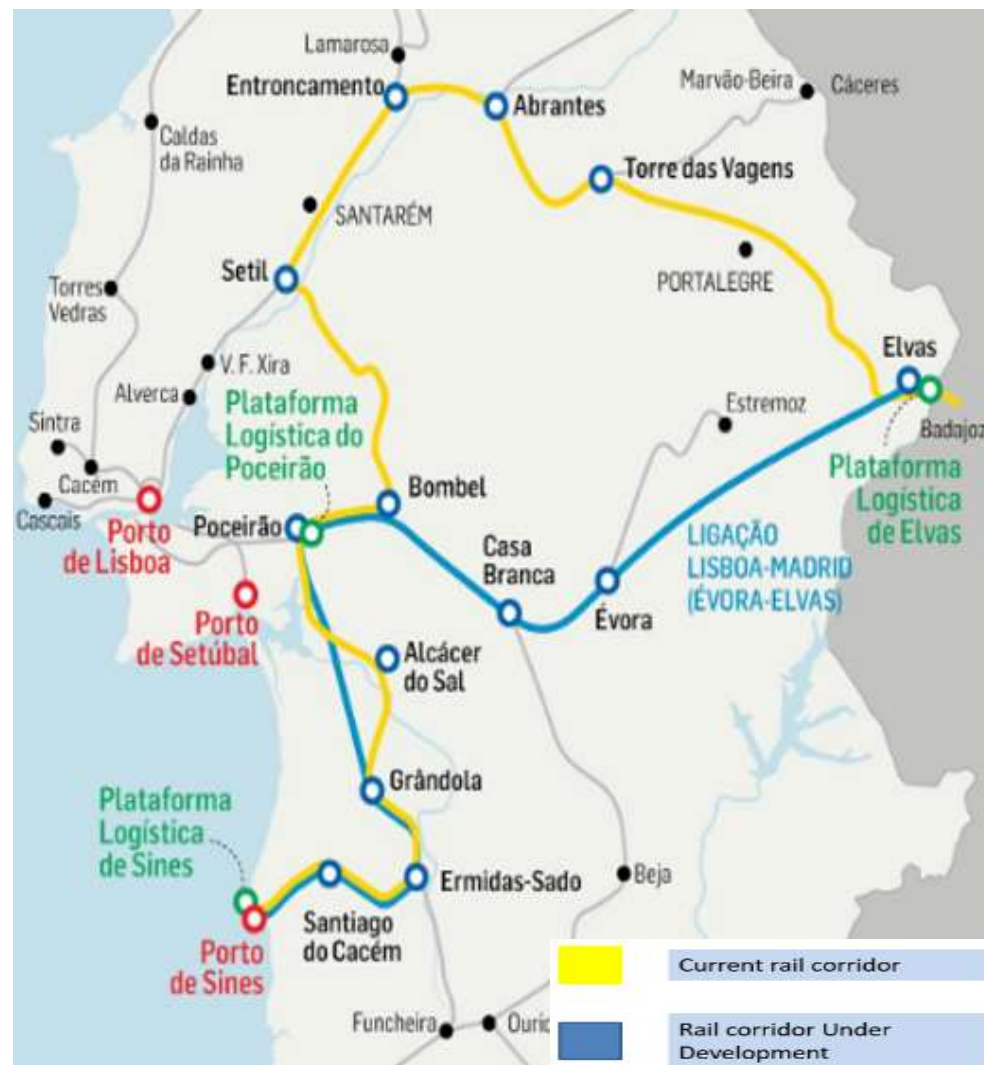 Lamarosa
Entroncamento
Abrantes
Marvão-Beira
Cáceres
Caldas
da Rainha
Torre das Vagens
SANTARÉM
Setil
PORTALEGRE
Torres
Vedras
V. F. Xira
Elvas
Alverca
Plataforma
Logística do
Poceirão
Estremoz
Badajoz
Sintra
Cacém
Cascais
Bombel
Plataforma
Logística
de Elvas
Porto
de Lisboa
Poceirão
Casa
Branca
LIGAÇÃO
LISBOA-MADRID
(ÉVORA-ELVAS)
Évora
Porto
de Setúbal
Alcácer
do Sal
Grândola
Plataforma
Logística
de Sines
Ermidas-Sado
Beja
Santiago
do Cacém
Porto
de Sines
Current rail corridor
Funcheira
Rail corridor Under
Development